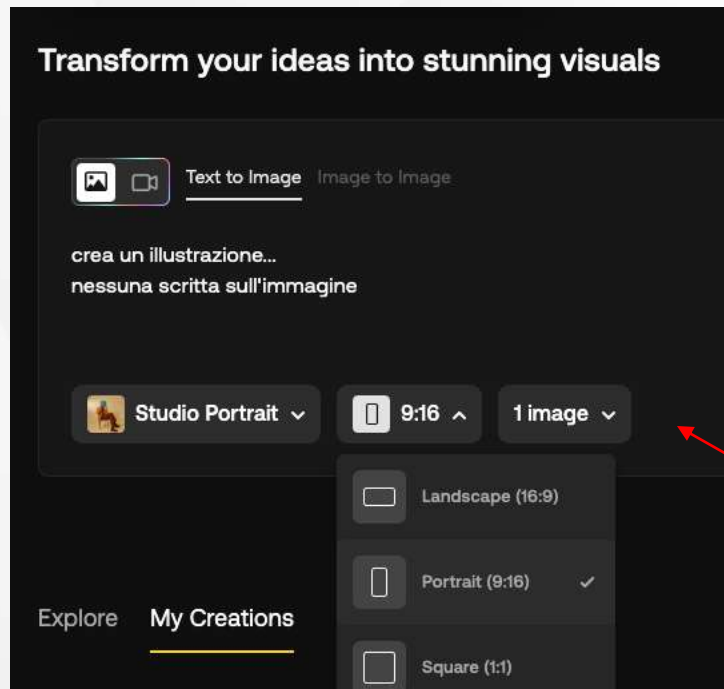 Transform your ideas into stunning visuals
Text to Image Image to Image
crea un illustrazione...
nessuna scritta sull'immagine
Studio Portrait 9:16 1 image
Landscape (16:9)
Portrait (9:16)
Explore My Creations
Square (1:1)